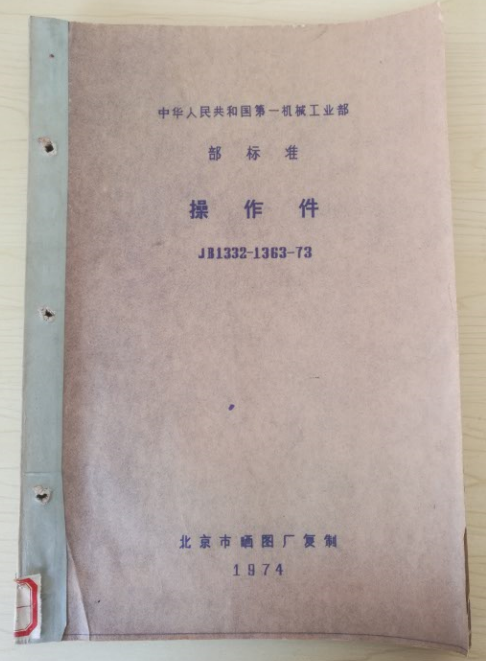 中华人民共和国第一机械工业部
部标准
操作件
JB1332-1363-73
北京市晒图厂复制
1974